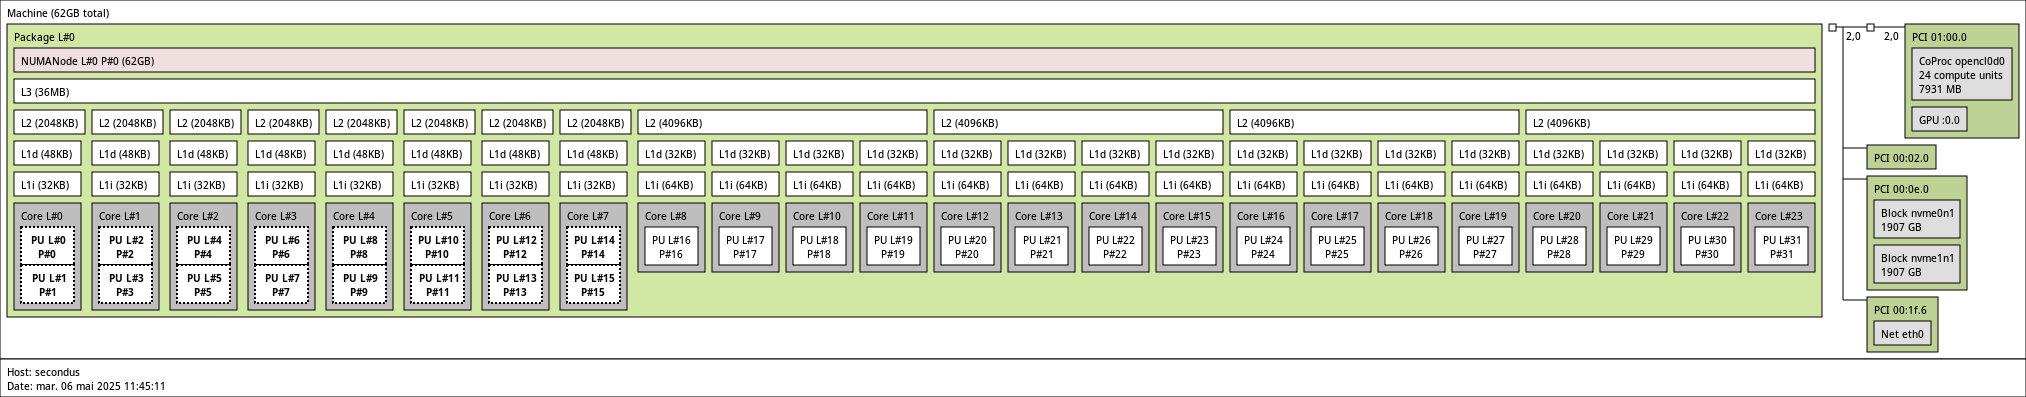 Machine (62GB total)
Package L#0
NUMANode L#0 P#0 (62GB)
L3 (36MB)
L2 (2048KB) L2 (2048KB) L2 (2048KB) L2 (2048KB) L2 (2048KB) L2 (2048KB) L2 (2048KB) L2 (2048KB) L2 (4096KB) L2 (4096KB) L2 (4096KB) L2 (4096KB)
L1d (48KB) L1d (48KB) L1d (48KB) L1d (48KB) L1d (48KB) L1d (48KB) L1d (48KB) L1d (48KB) L1d (32KB) L1d (32KB) L1d (32KB) L1d (32KB) L1d (32KB) L1d (32KB) L1d (32KB) L1d (32KB) L1d (32KB) L1d (32KB) L1d (32KB) L1d (32KB) L1d (32KB) L1d (32KB) L1d (32KB) L1d (32KB)
L1i (32KB) L1i (32KB) L1i (32KB) L1i (32KB) L1i (32KB) L1i (32KB) L1i (32KB) L1i (32KB) L1i (64KB) L1i (64KB) L1i (64KB) L1i (64KB) L1i (64KB) L1i (64KB) L1i (64KB) L1i (64KB) L1i (64KB) L1i (64KB) L1i (64KB) L1i (64KB) L1i (64KB) L1i (64KB) L1i (64KB) L1i (64KB)
Core L#0 Core L#1 Core L#2 Core L#3 Core L#4 Core L#5 Core L#6 Core L#7 Core L#8 Core L#9 Core L#10 Core L#11 Core L#12 Core L#13 Core L#14 Core L#15 Core L#16 Core L#17 Core L#18 Core L#19 Core L#20 Core L#21 Core L#22 Core L#23
PU L#0 PU L#2 PU L#4 PU L#6 PU L#8 PU L#10 PU L#12 PU L#14 PU L#16 PU L#17 PU L#18 PU L#19 PU L#20 PU L#21 PU L#22 PU L#23 PU L#24 PU L#25 PU L#26 PU L#27 PU L#28 PU L#29 PU L#30 PU L#31
P#0 P#2 P#4 P#6 P#8 P#10 P#12 P#14 P#16 P#17 P#18 P#19 P#20 P#21 P#22 P#23 P#24 P#25 P#26 P#27 P#28 P#29 P#30 P#31
PU L#1 PU L#3 PU L#5 PU L#7 PU L#9 PU L#11 PU L#13 PU L#15
P#1 P#3 P#5 P#7 P#9 P#11 P#13 P#15
2,0 2,0
PCI 01:00.0
CoProc opencl0d0
24 compute units
7931 MB
GPU :0.0
PCI 00:02.0
PCI 00:0e.0
Block nvme0n1
1907 GB
Block nvme1n1
1907 GB
PCI 00:1f.6
Net eth0
Host: secondus
Date: mar. 06 mai 2025 11:45:11